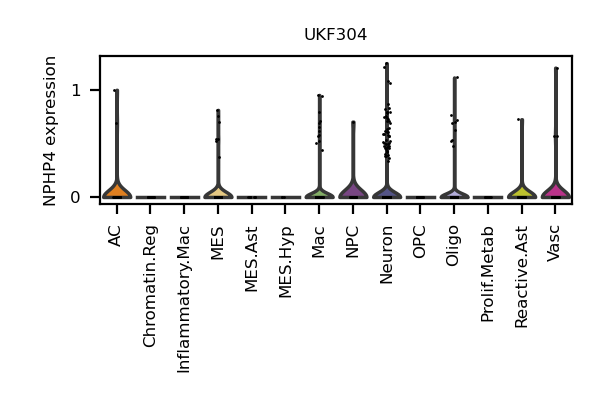 UKF304
NPHP4 expression
1
0
AC
Chromatin.Reg
Inflammatory.Mac
MES
MES.Ast
MES.Hyp
Mac
NPC
Neuron
OPC
Oligo
Prolif.Metab
Reactive.Ast
Vasc